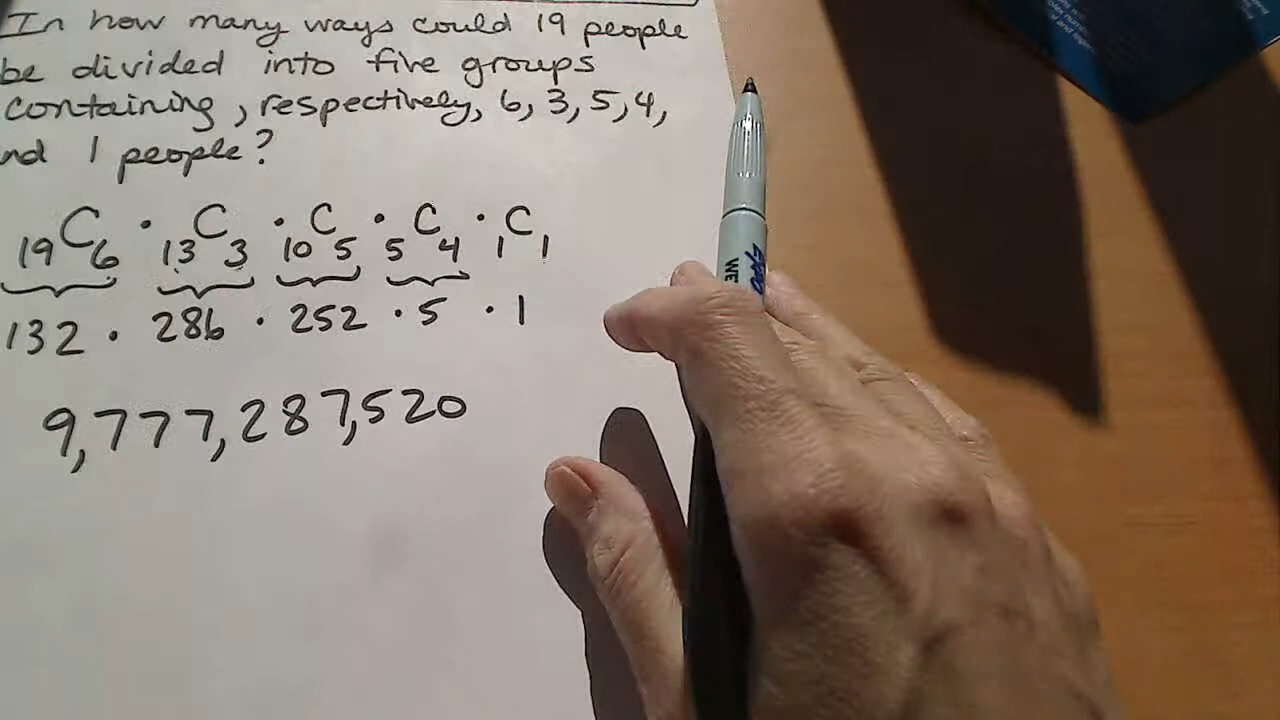 In how many ways could 19 people
be divided into five groups
containing, respectively, 6, 3, 5, 4,
nd 1 people?
19C6 · 13C3 · 10C5 · 5C4 · 1C1
132 · 286 · 252 · 5 · 1
9,777,287,520
WE